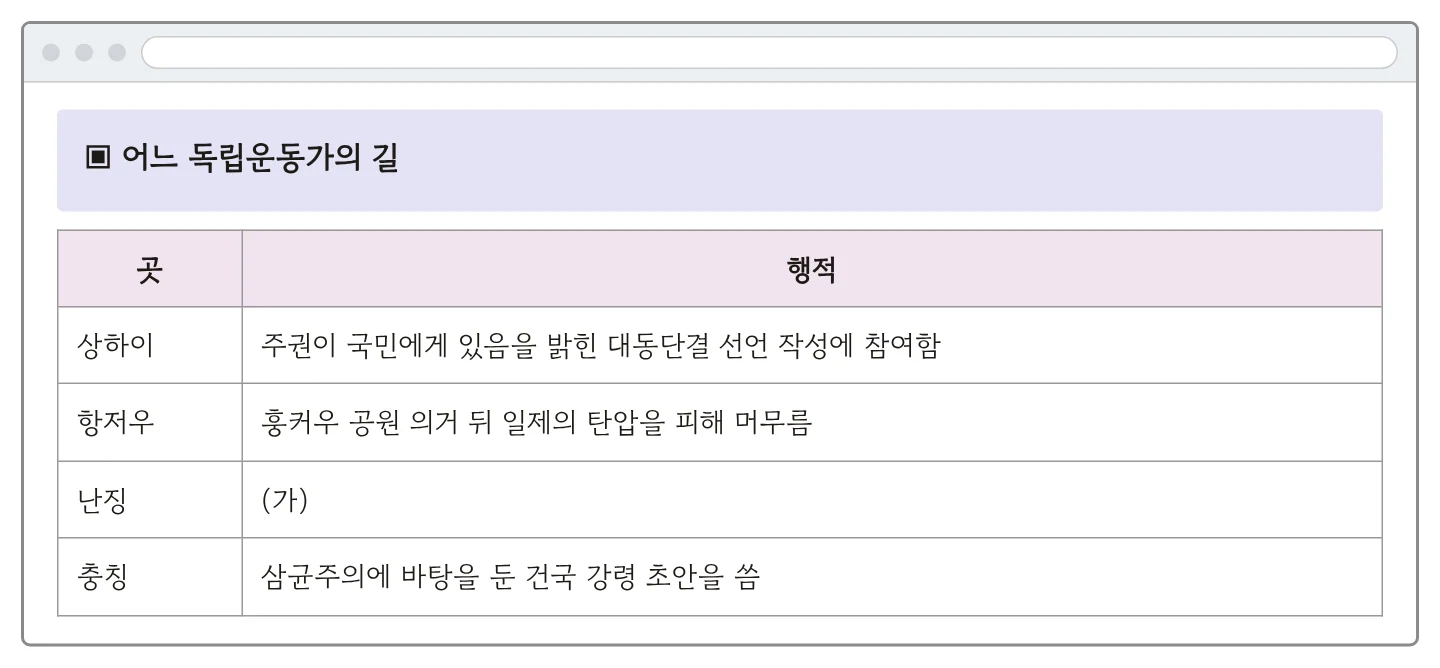 ▣ 어느 독립운동가의 길
곳 행적
상하이 주권이 국민에게 있음을 밝힌 대동단결 선언 작성에 참여함
항저우 훙커우 공원 의거 뒤 일제의 탄압을 피해 머무름
난징 (가)
충칭 삼균주의에 바탕을 둔 건국 강령 초안을 씀